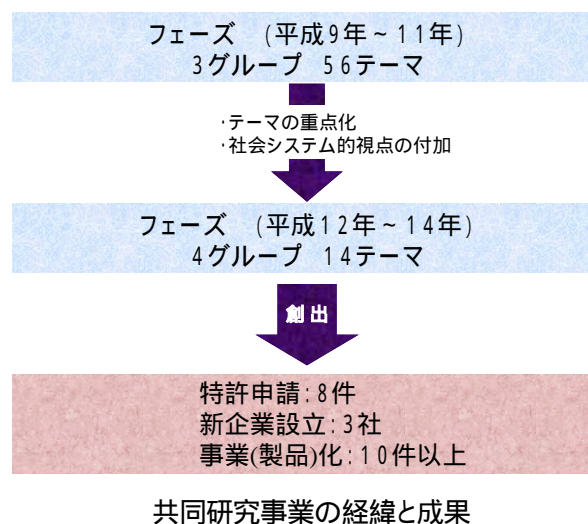 フェーズ (平成9年~11年)
3グループ 56テーマ
・テーマの重点化
・社会システム的視点の付加
フェーズ (平成12年~14年)
4グループ 14テーマ
創出
特許申請:8件
新企業設立:3社
事業(製品)化:10件以上
共同研究事業の経緯と成果